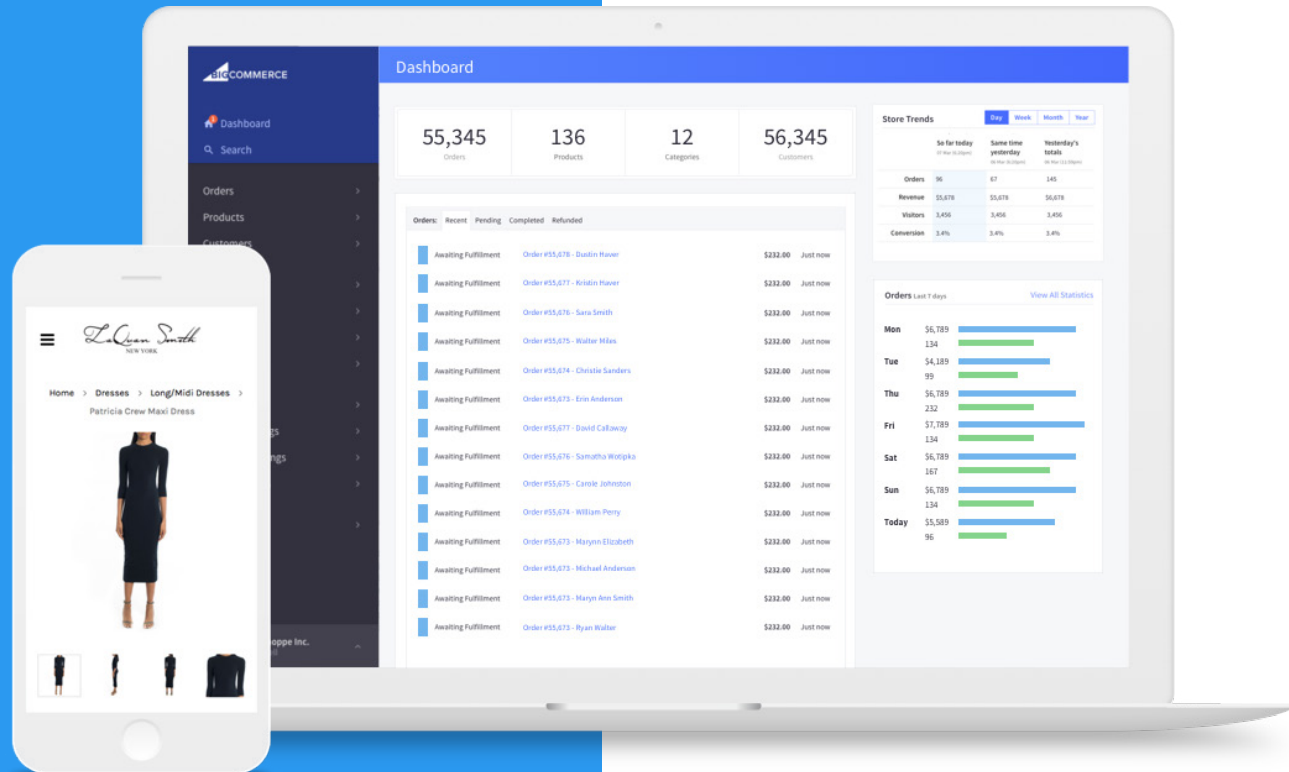 BIGCOMMERCE
Dashboard
Search
Orders
Products
Customers
gs
ngs
oppe Inc.
Dashboard
55,345
Orders
136
Products
12
Categories
56,345
Customers
Orders: Recent Pending Completed Refunded
Awaiting Fulfillment Order #55,678 - Dustin Haver $232.00 Just now
Awaiting Fulfillment Order #55,677 - Kristin Haver $232.00 Just now
Awaiting Fulfillment Order #55,676 - Sara Smith $232.00 Just now
Awaiting Fulfillment Order #55,675 - Walter Miles $232.00 Just now
Awaiting Fulfillment Order #55,674 - Christie Sanders $232.00 Just now
Awaiting Fulfillment Order #55,673 - Erin Anderson $232.00 Just now
Awaiting Fulfillment Order #55,677 - David Callaway $232.00 Just now
Awaiting Fulfillment Order #55,676 - Samatha Wotipka $232.00 Just now
Awaiting Fulfillment Order #55,675 - Carole Johnston $232.00 Just now
Awaiting Fulfillment Order #55,674 - William Perry $232.00 Just now
Awaiting Fulfillment Order #55,673 - Marynn Elizabeth $232.00 Just now
Awaiting Fulfillment Order #55,673 - Michael Anderson $232.00 Just now
Awaiting Fulfillment Order #55,673 - Maryn Ann Smith $232.00 Just now
Awaiting Fulfillment Order #55,673 - Ryan Walter $232.00 Just now
Store Trends Day Week Month Year
So far today Same time yesterday Yesterday's totals
Orders 96 67 145
Revenue $5,678 $5,678 $6,678
Visitors 3,456 3,456 3,456
Conversion 3.4% 3.4% 3.4%
Orders Last 7 days View All Statistics
Mon $6,789
134
Tue $4,189
99
Thu $6,789
232
Fri $7,789
134
Sat $6,789
167
Sun $6,789
134
Today $5,589
96
LaQuan Smith
NEW YORK
Home > Dresses > Long/Midi Dresses >
Patricia Crew Maxi Dress